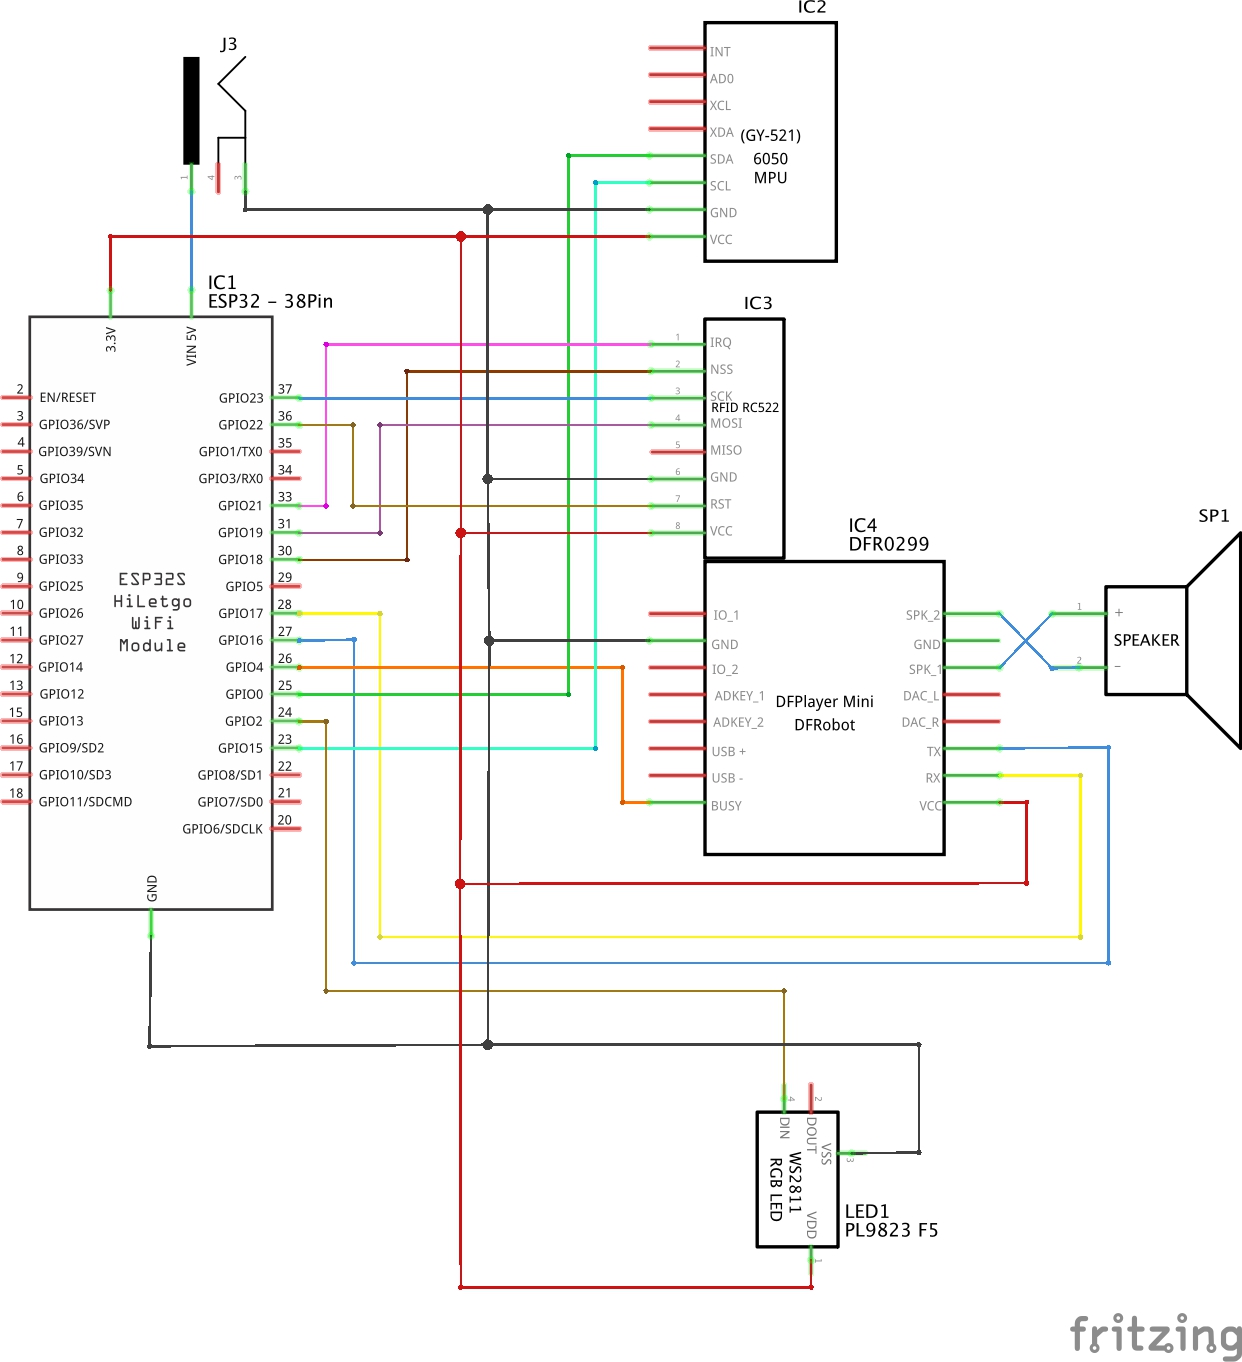 IC2
J3
INT
AD0
XCL
XDA
(GY-521)
SDA
6050
MPU
SCL
GND
VCC
1
4
3
IC1
ESP32 - 38Pin
3.3V
VIN 5V
IC3
1
IRQ
2
NSS
3
SCK
RFID RC522
4
MOSI
5
MISO
6
GND
7
RST
8
VCC
2
EN/RESET
3
GPIO36/SVP
4
GPIO39/SVN
5
GPIO34
6
GPIO35
7
GPIO32
8
GPIO33
9
GPIO25
10
GPIO26
11
GPIO27
12
GPIO14
13
GPIO12
15
GPIO13
16
GPIO9/SD2
17
GPIO10/SD3
18
GPIO11/SDCMD
ESP32S
HiLetgo
WiFi
Module
GPIO23
37
GPIO22
36
GPIO1/TX0
35
GPIO3/RX0
34
GPIO21
33
GPIO19
31
GPIO18
30
GPIO5
29
GPIO17
28
GPIO16
27
GPIO4
26
GPIO0
25
GPIO2
24
GPIO15
23
GPIO8/SD1
22
GPIO7/SD0
21
GPIO6/SDCLK
20
GND
IC4
DFR0299
IO_1
GND
IO_2
ADKEY_1
ADKEY_2
USB +
USB -
BUSY
DFPlayer Mini
DFRobot
SPK_2
GND
SPK_1
DAC_L
DAC_R
TX
RX
VCC
SP1
1
+
SPEAKER
2
-
4
2
DIN
DOUT
VSS
3
WS2811
RGB LED
VDD
1
LED1
PL9823 F5
fritzing